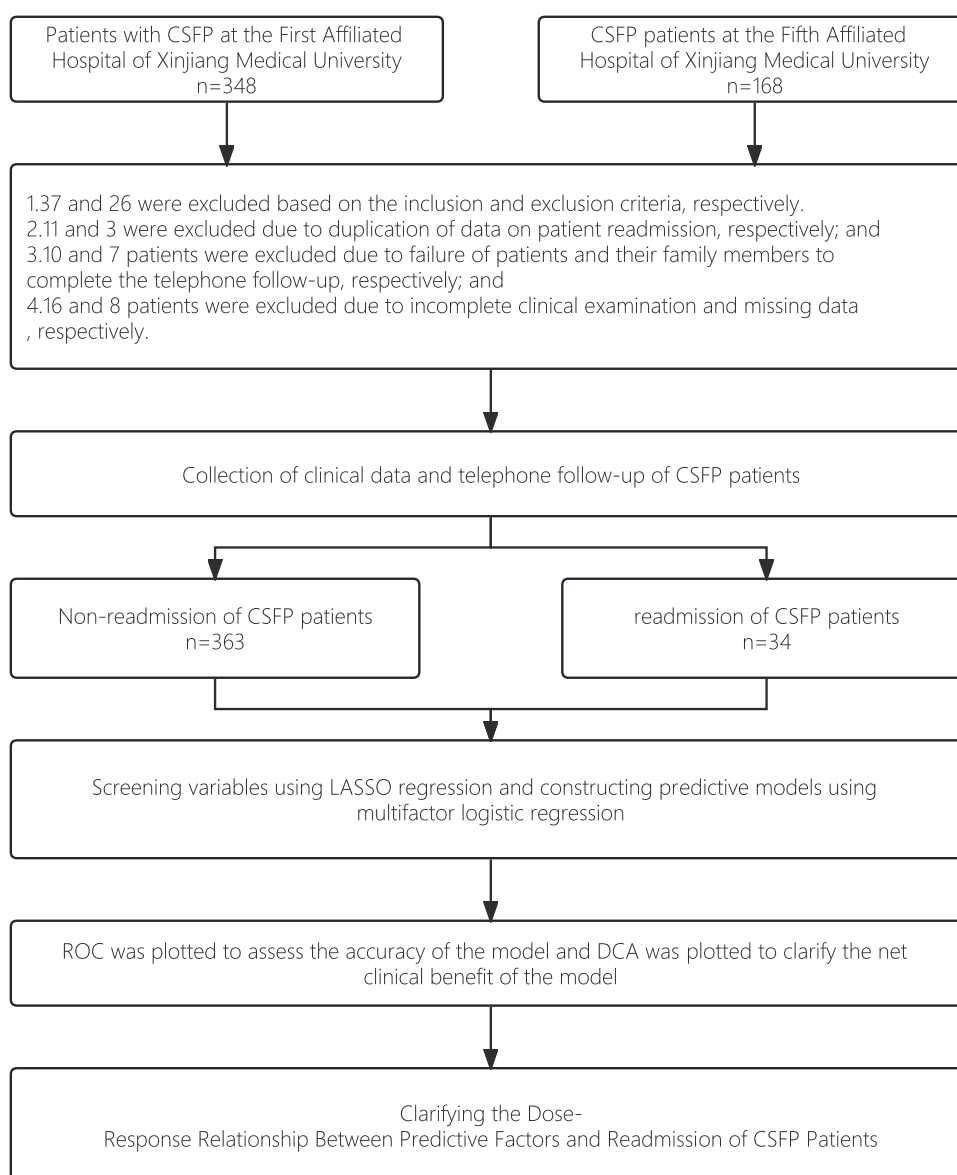 Patients with CSFP at the First Affiliated
Hospital of Xinjiang Medical University
n=348
CSFP patients at the Fifth Affiliated
Hospital of Xinjiang Medical University
n=168
1.37 and 26 were excluded based on the inclusion and exclusion criteria, respectively.
2.11 and 3 were excluded due to duplication of data on patient readmission, respectively; and
3.10 and 7 patients were excluded due to failure of patients and their family members to
complete the telephone follow-up, respectively; and
4.16 and 8 patients were excluded due to incomplete clinical examination and missing data
, respectively.
Collection of clinical data and telephone follow-up of CSFP patients
Non-readmission of CSFP patients
n=363
readmission of CSFP patients
n=34
Screening variables using LASSO regression and constructing predictive models using
multifactor logistic regression
ROC was plotted to assess the accuracy of the model and DCA was plotted to clarify the net
clinical benefit of the model
Clarifying the Dose-
Response Relationship Between Predictive Factors and Readmission of CSFP Patients